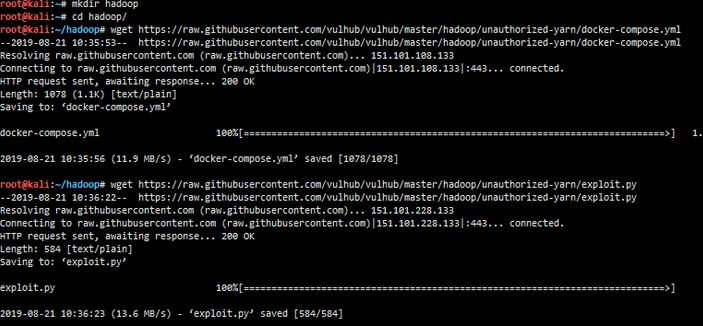 root@kali:~# mkdir hadoop
root@kali:~# cd hadoop/
root@kali:~/hadoop# wget https://raw.githubusercontent.com/vulhub/vulhub/master/hadoop/unauthorized-yarn/docker-compose.yml
--2019-08-21 10:35:53--  https://raw.githubusercontent.com/vulhub/vulhub/master/hadoop/unauthorized-yarn/docker-compose.yml
Resolving raw.githubusercontent.com (raw.githubusercontent.com)... 151.101.108.133
Connecting to raw.githubusercontent.com (raw.githubusercontent.com)|151.101.108.133|:443... connected.
HTTP request sent, awaiting response... 200 OK
Length: 1078 (1.1K) [text/plain]
Saving to: ‘docker-compose.yml’
docker-compose.yml 100%[=====================================================================>] 1.
2019-08-21 10:35:56 (11.9 MB/s) - ‘docker-compose.yml’ saved [1078/1078]
root@kali:~/hadoop# wget https://raw.githubusercontent.com/vulhub/vulhub/master/hadoop/unauthorized-yarn/exploit.py
--2019-08-21 10:36:22--  https://raw.githubusercontent.com/vulhub/vulhub/master/hadoop/unauthorized-yarn/exploit.py
Resolving raw.githubusercontent.com (raw.githubusercontent.com)... 151.101.228.133
Connecting to raw.githubusercontent.com (raw.githubusercontent.com)|151.101.228.133|:443... connected.
HTTP request sent, awaiting response... 200 OK
Length: 584 [text/plain]
Saving to: ‘exploit.py’
exploit.py 100%[=====================================================================>]
2019-08-21 10:36:23 (13.6 MB/s) - ‘exploit.py’ saved [584/584]